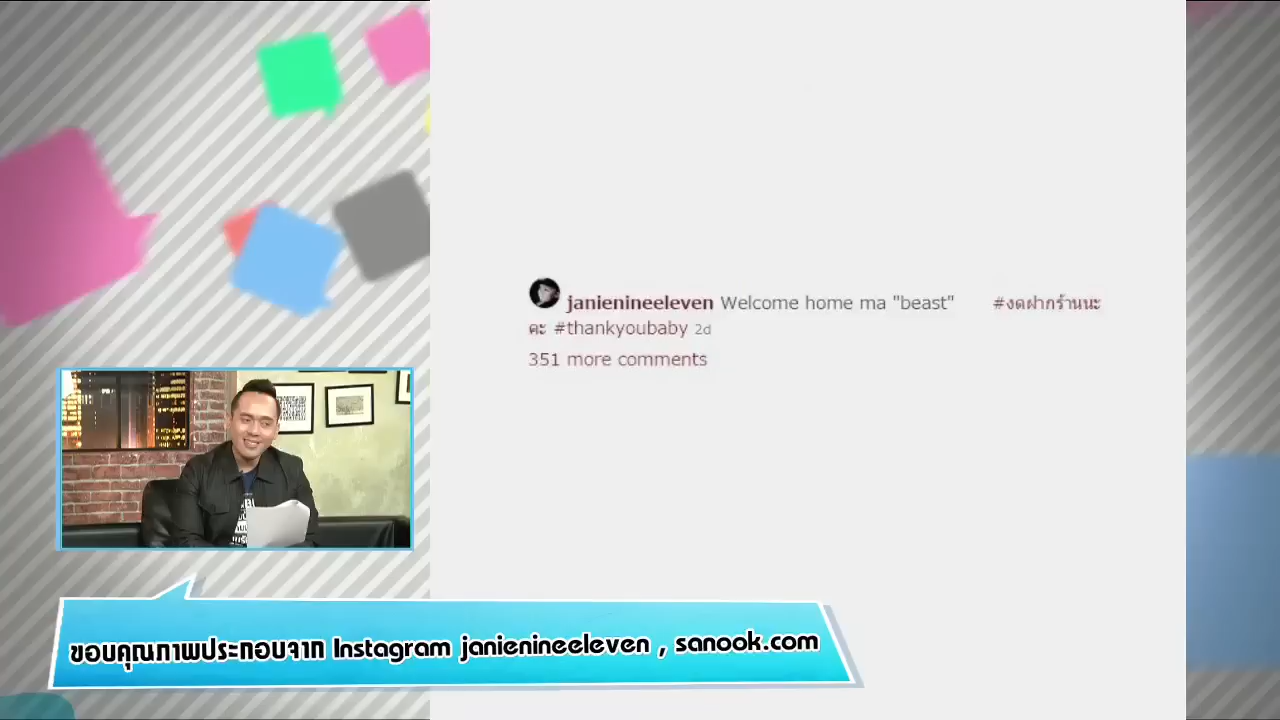 janienineeleven Welcome home ma "beast" #งดฝากร้านนะ
คะ #thankyoubaby 2d
351 more comments
ขอบคุณภาพประกอบจาก Instagram janienineeleven , sanook.com